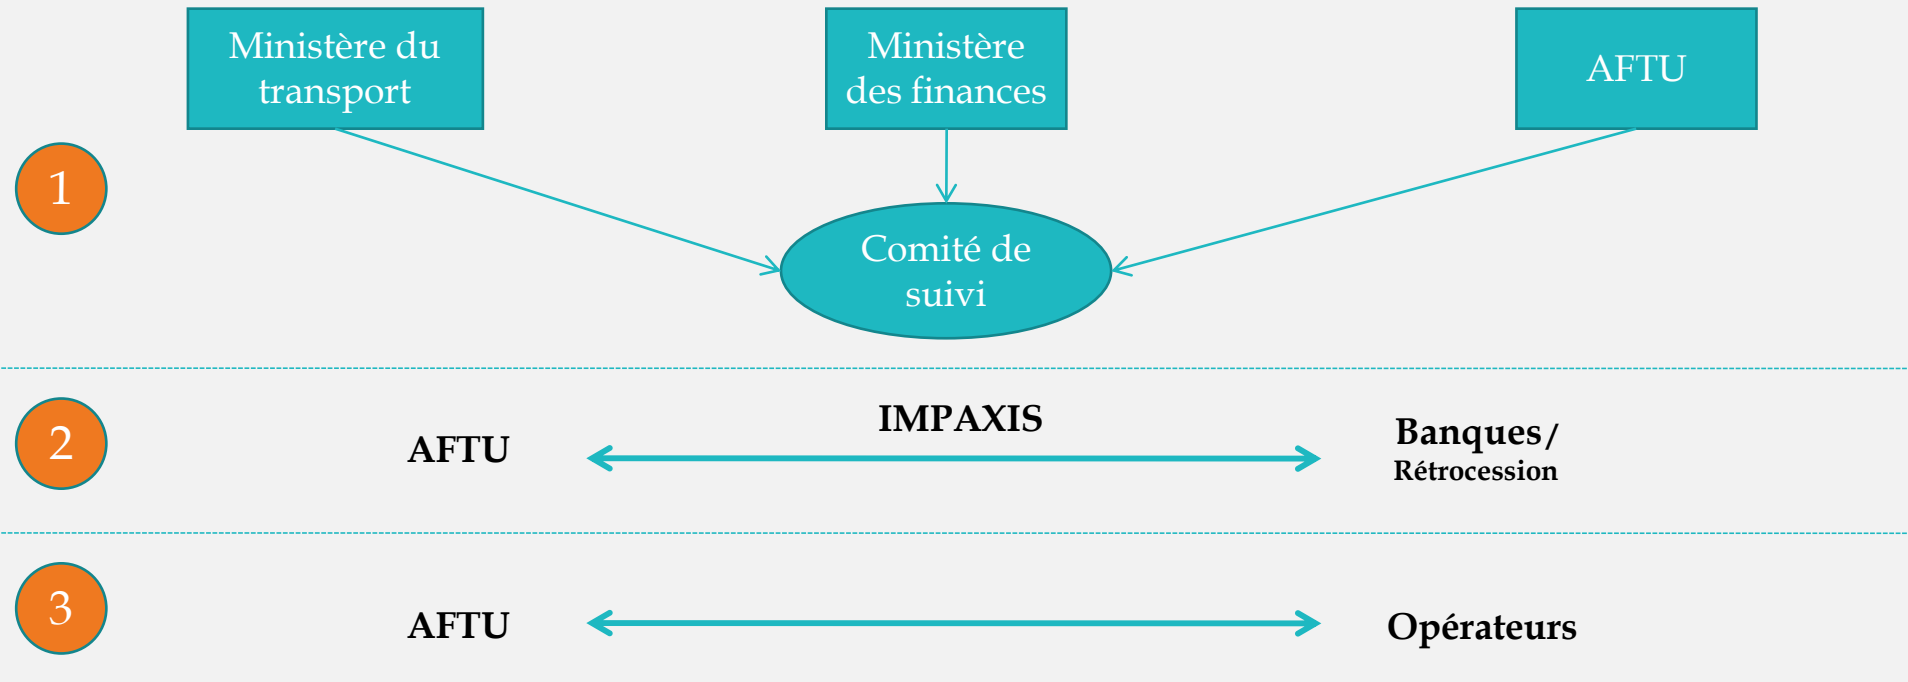 Ministère du
transport
Ministère
des finances
AFTU
1
Comité de
suivi
2
AFTU
IMPAXIS
Banques/
Rétrocession
3
AFTU
Opérateurs